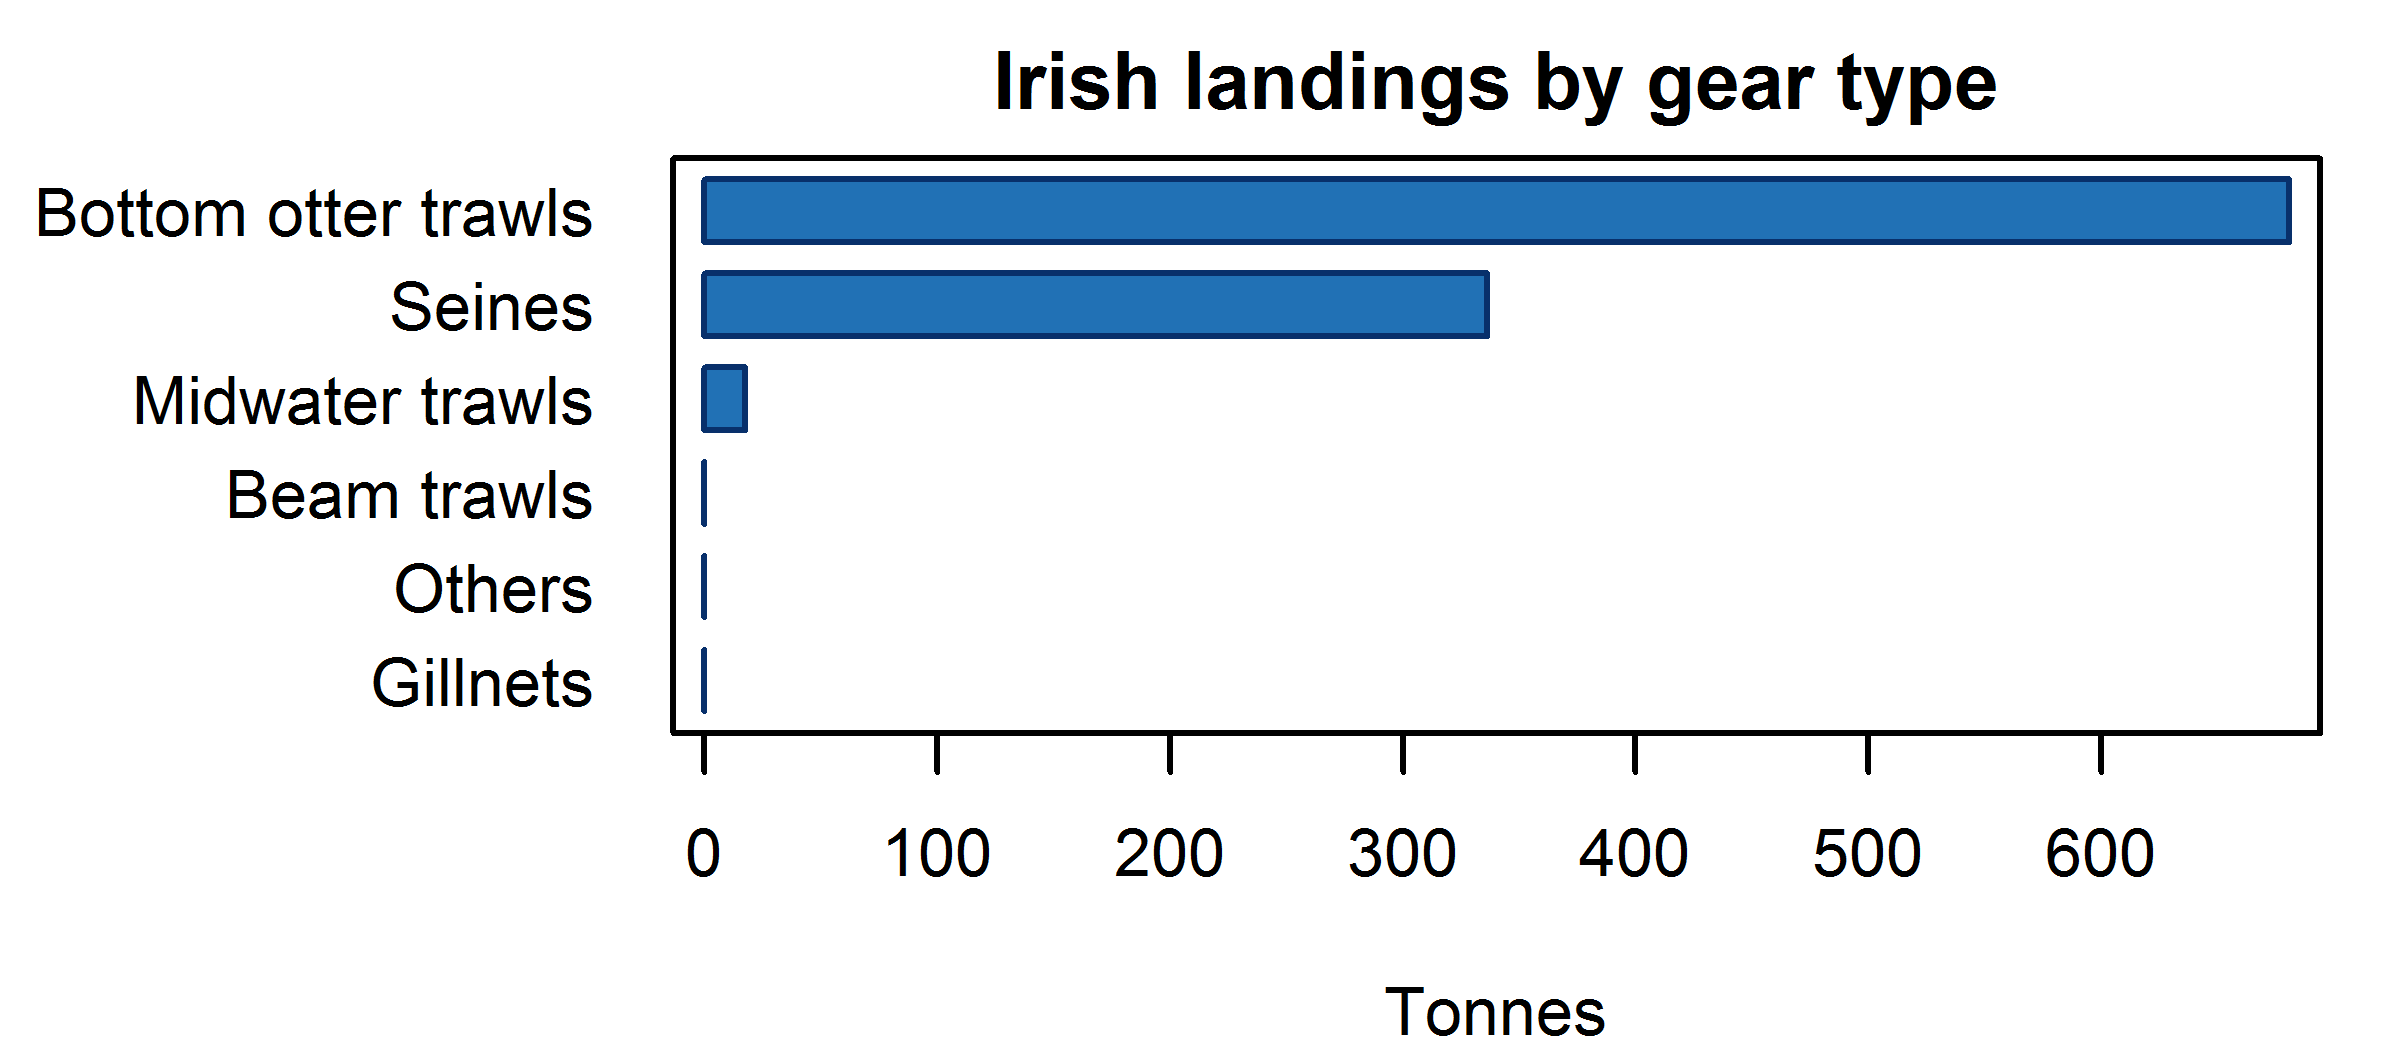 Irish landings by gear type
Bottom otter trawls
Seines
Midwater trawls
Beam trawls
Others
Gillnets
0 100 200 300 400 500 600
Tonnes